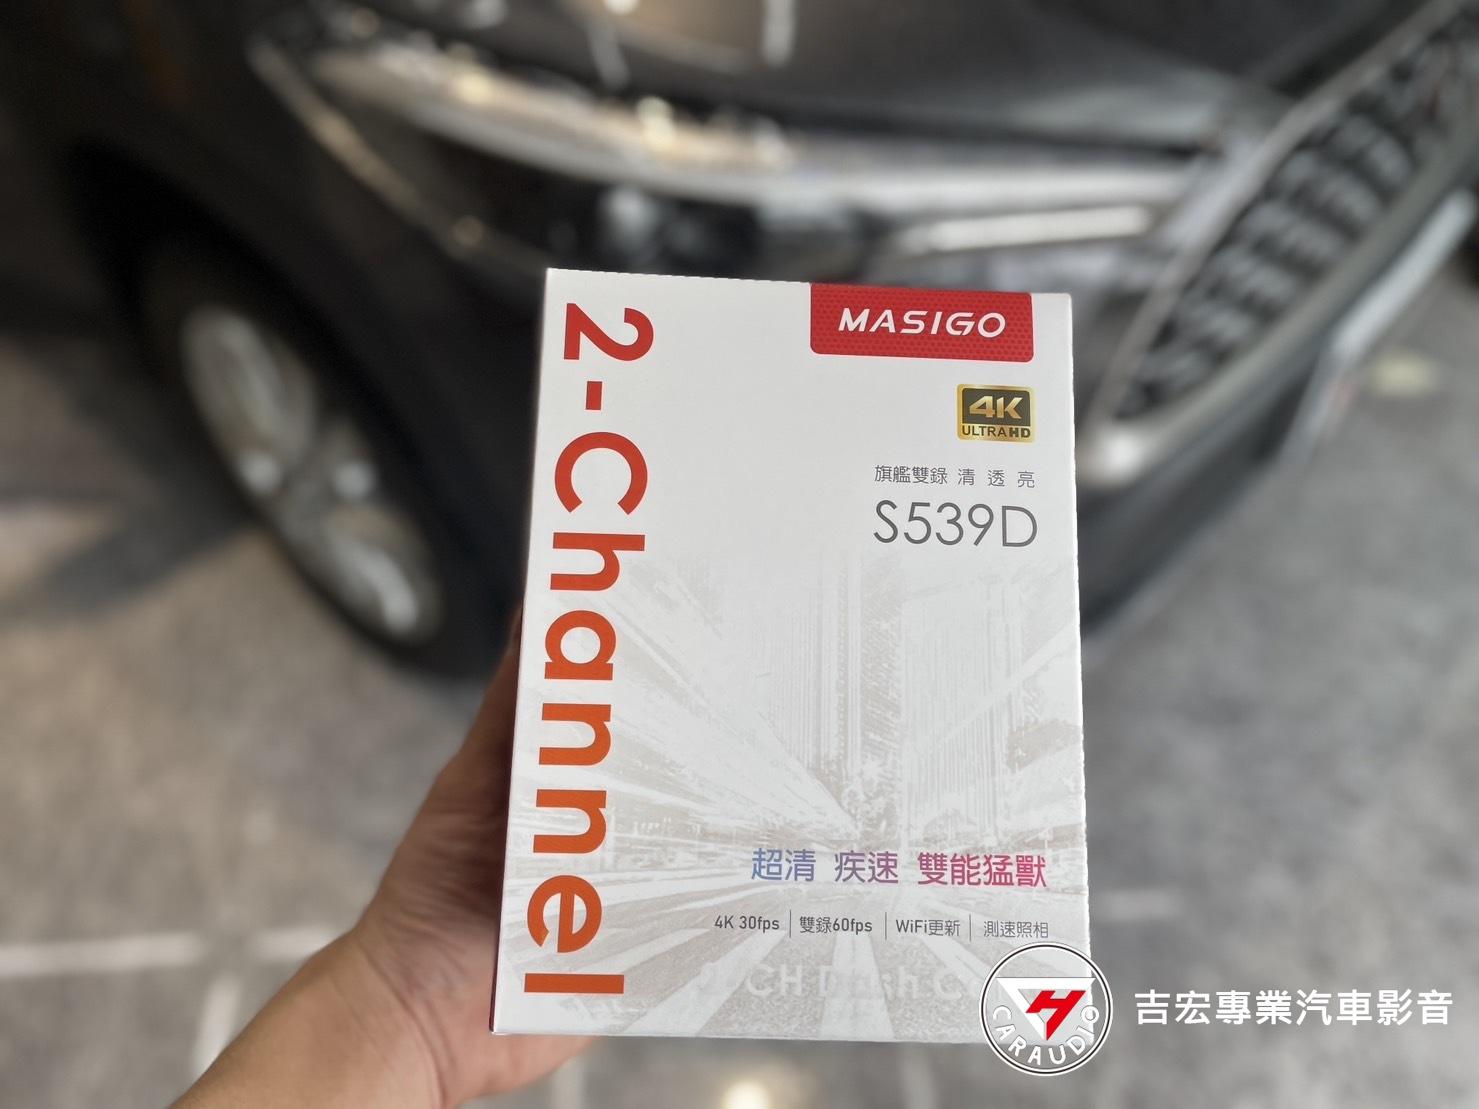 2-Channel
MASIGO
4K
ULTRA HD
旗艦雙錄 清 透 亮
S539D
超清 疾速 雙能猛獸
4K 30fps | 雙錄60fps | WiFi更新 | 測速照相
CARAUDIO
吉宏專業汽車影音